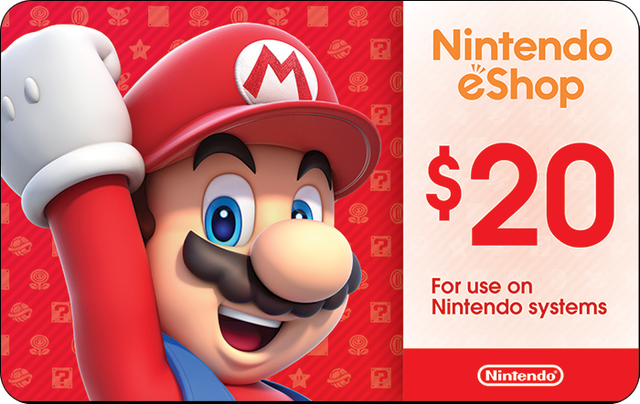 M
Nintendo
eShop
$20
For use on
Nintendo systems
Nintendo